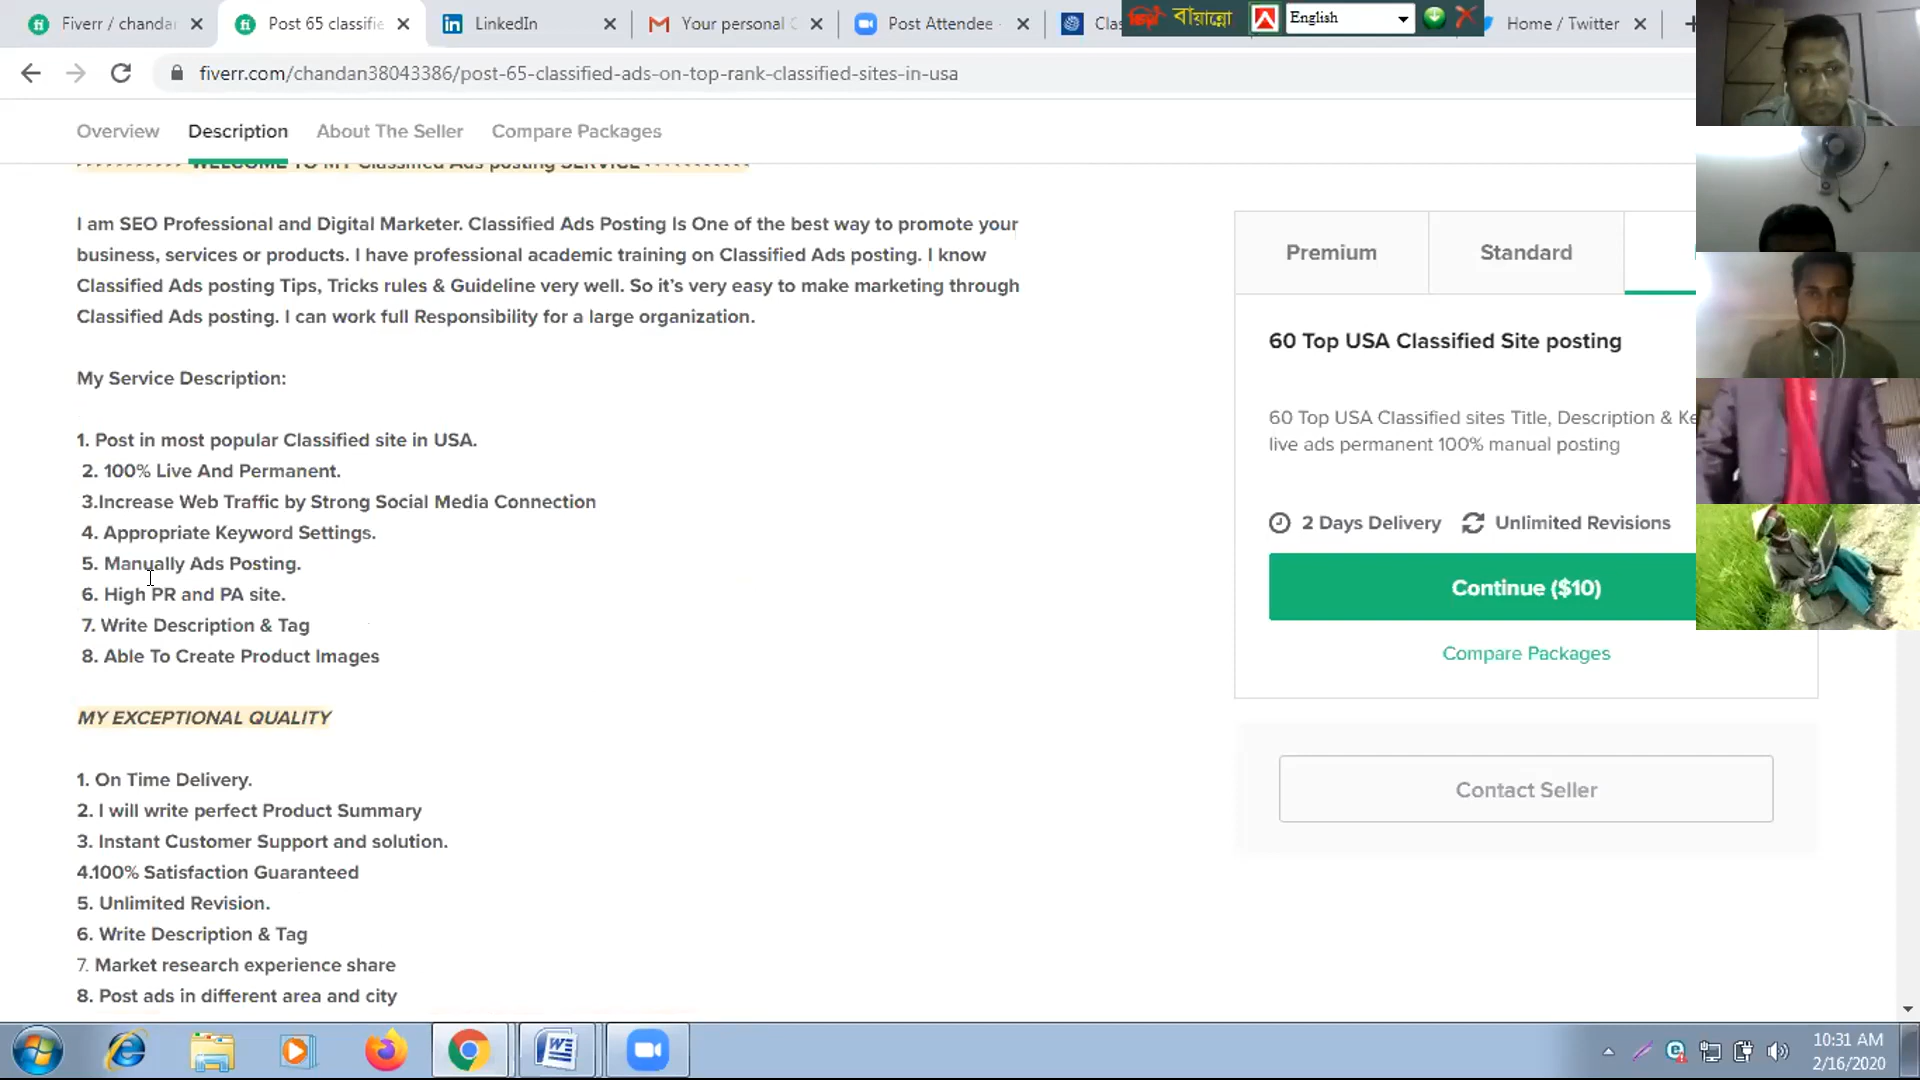 Fiverr / chandan
Post 65 classifie
LinkedIn
Your personal
Post Attendee -
Clas
বায়ান্নো
English
Home / Twitter
fiverr.com/chandan38043386/post-65-classified-ads-on-top-rank-classified-sites-in-usa
Overview
Description
About The Seller
Compare Packages
WELCOME TO MY Classified Ads posting SERVICE
I am SEO Professional and Digital Marketer. Classified Ads Posting Is One of the best way to promote your
business, services or products. I have professional academic training on Classified Ads posting. I know
Classified Ads posting Tips, Tricks rules & Guideline very well. So it's very easy to make marketing through
Classified Ads posting. I can work full Responsibility for a large organization.
My Service Description:
1. Post in most popular Classified site in USA.
2. 100% Live And Permanent.
3.Increase Web Traffic by Strong Social Media Connection
4. Appropriate Keyword Settings.
5. Manually Ads Posting.
6. High PR and PA site.
7. Write Description & Tag
8. Able To Create Product Images
MY EXCEPTIONAL QUALITY
1. On Time Delivery.
2. I will write perfect Product Summary
3. Instant Customer Support and solution.
4.100% Satisfaction Guaranteed
5. Unlimited Revision.
6. Write Description & Tag
7. Market research experience share
8. Post ads in different area and city
Premium
Standard
60 Top USA Classified Site posting
60 Top USA Classified sites Title, Description & Ke
live ads permanent 100% manual posting
2 Days Delivery
Unlimited Revisions
Continue ($10)
Compare Packages
Contact Seller
10:31 AM
2/16/2020